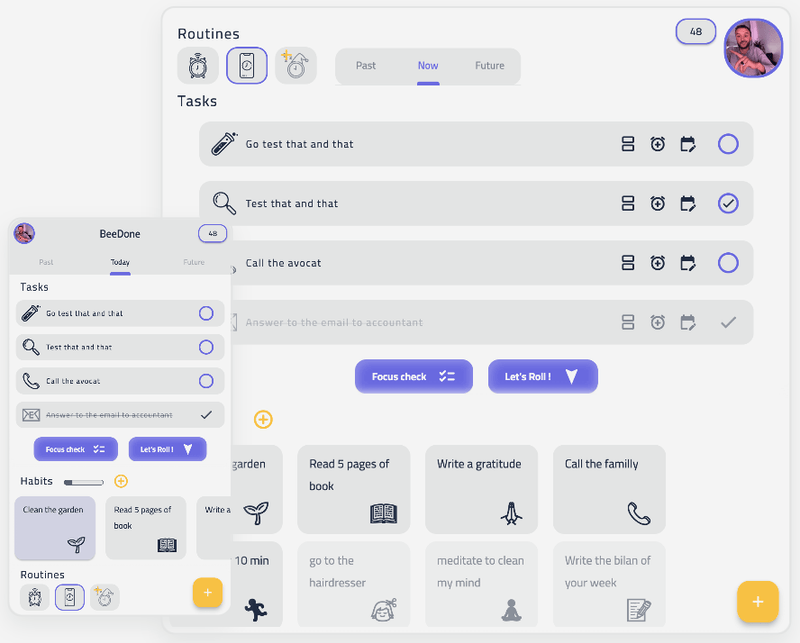 Routines
48
Past
Now
Future
Tasks
Go test that and that
Test that and that
Call the avocat
Answer to the email to accountant
Focus check
Let's Roll !
garden
Read 5 pages of
book
Write a gratitude
Call the familly
10 min
go to the
hairdresser
meditate to clean
my mind
Write the bilan of
your week
+
BeeDone
48
Past
Today
Future
Tasks
Go test that and that
Test that and that
Call the avocat
Answer to the email to accountant
Focus check
Let's Roll !
Habits
Clean the garden
Read 5 pages of
book
Write a
Routines
+